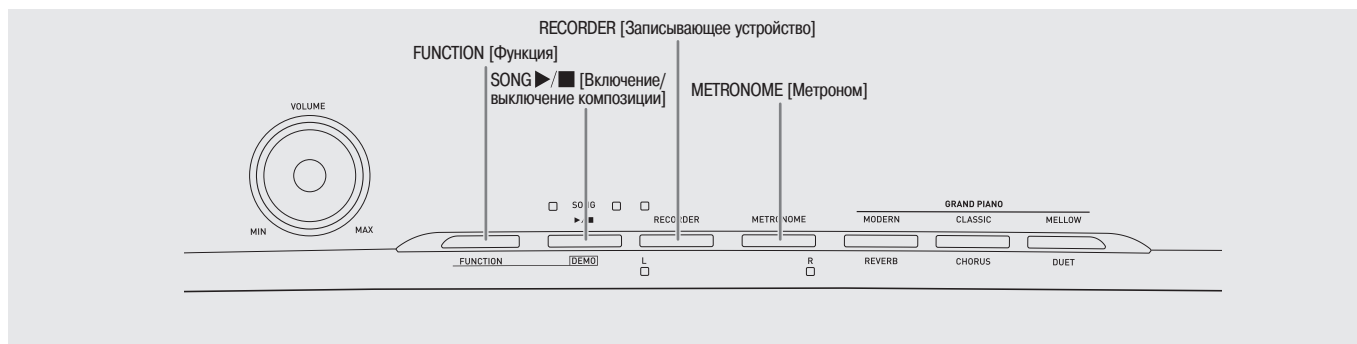 RECORDER [Записывающее устройство]
FUNCTION [Функция]
SONG ▶/■ [Включение/
выключение композиции]
METRONOME [Метроном]
VOLUME
MIN
MAX
SONG
▶/■
RECORDER
METRONOME
GRAND PIANO
MODERN
CLASSIC
MELLOW
FUNCTION
DEMO
L
R
REVERB
CHORUS
DUET